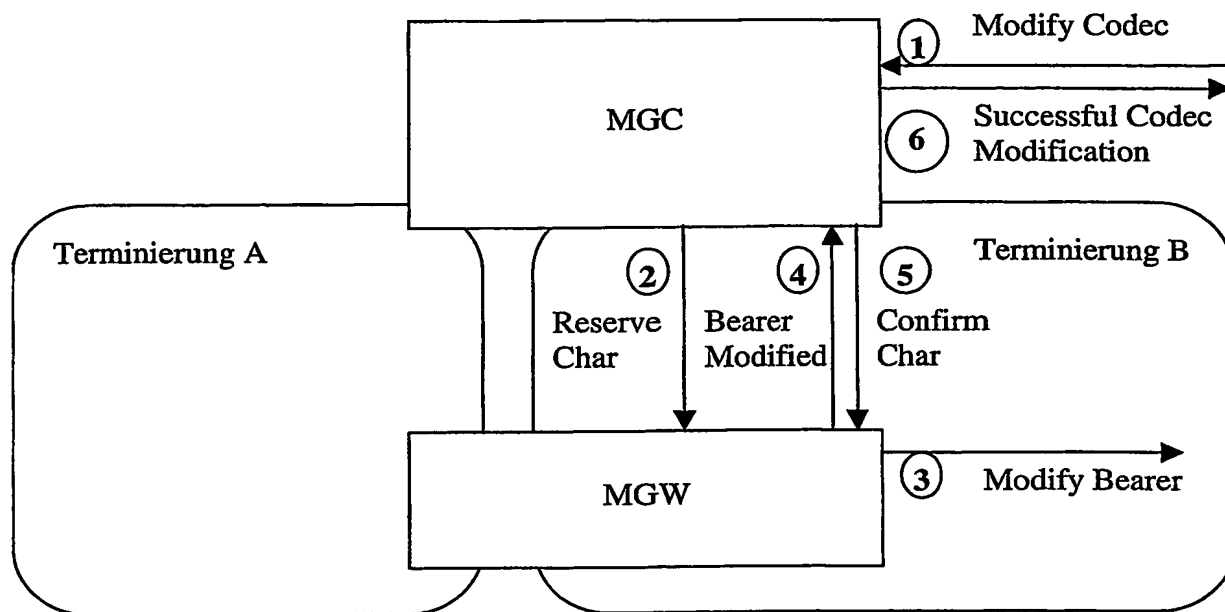 1
Modify Codec
MGC
6
Successful Codec
Modification
Terminierung A
Terminierung B
2
4
5
Reserve
Char
Bearer
Modified
Confirm
Char
MGW
3
Modify Bearer